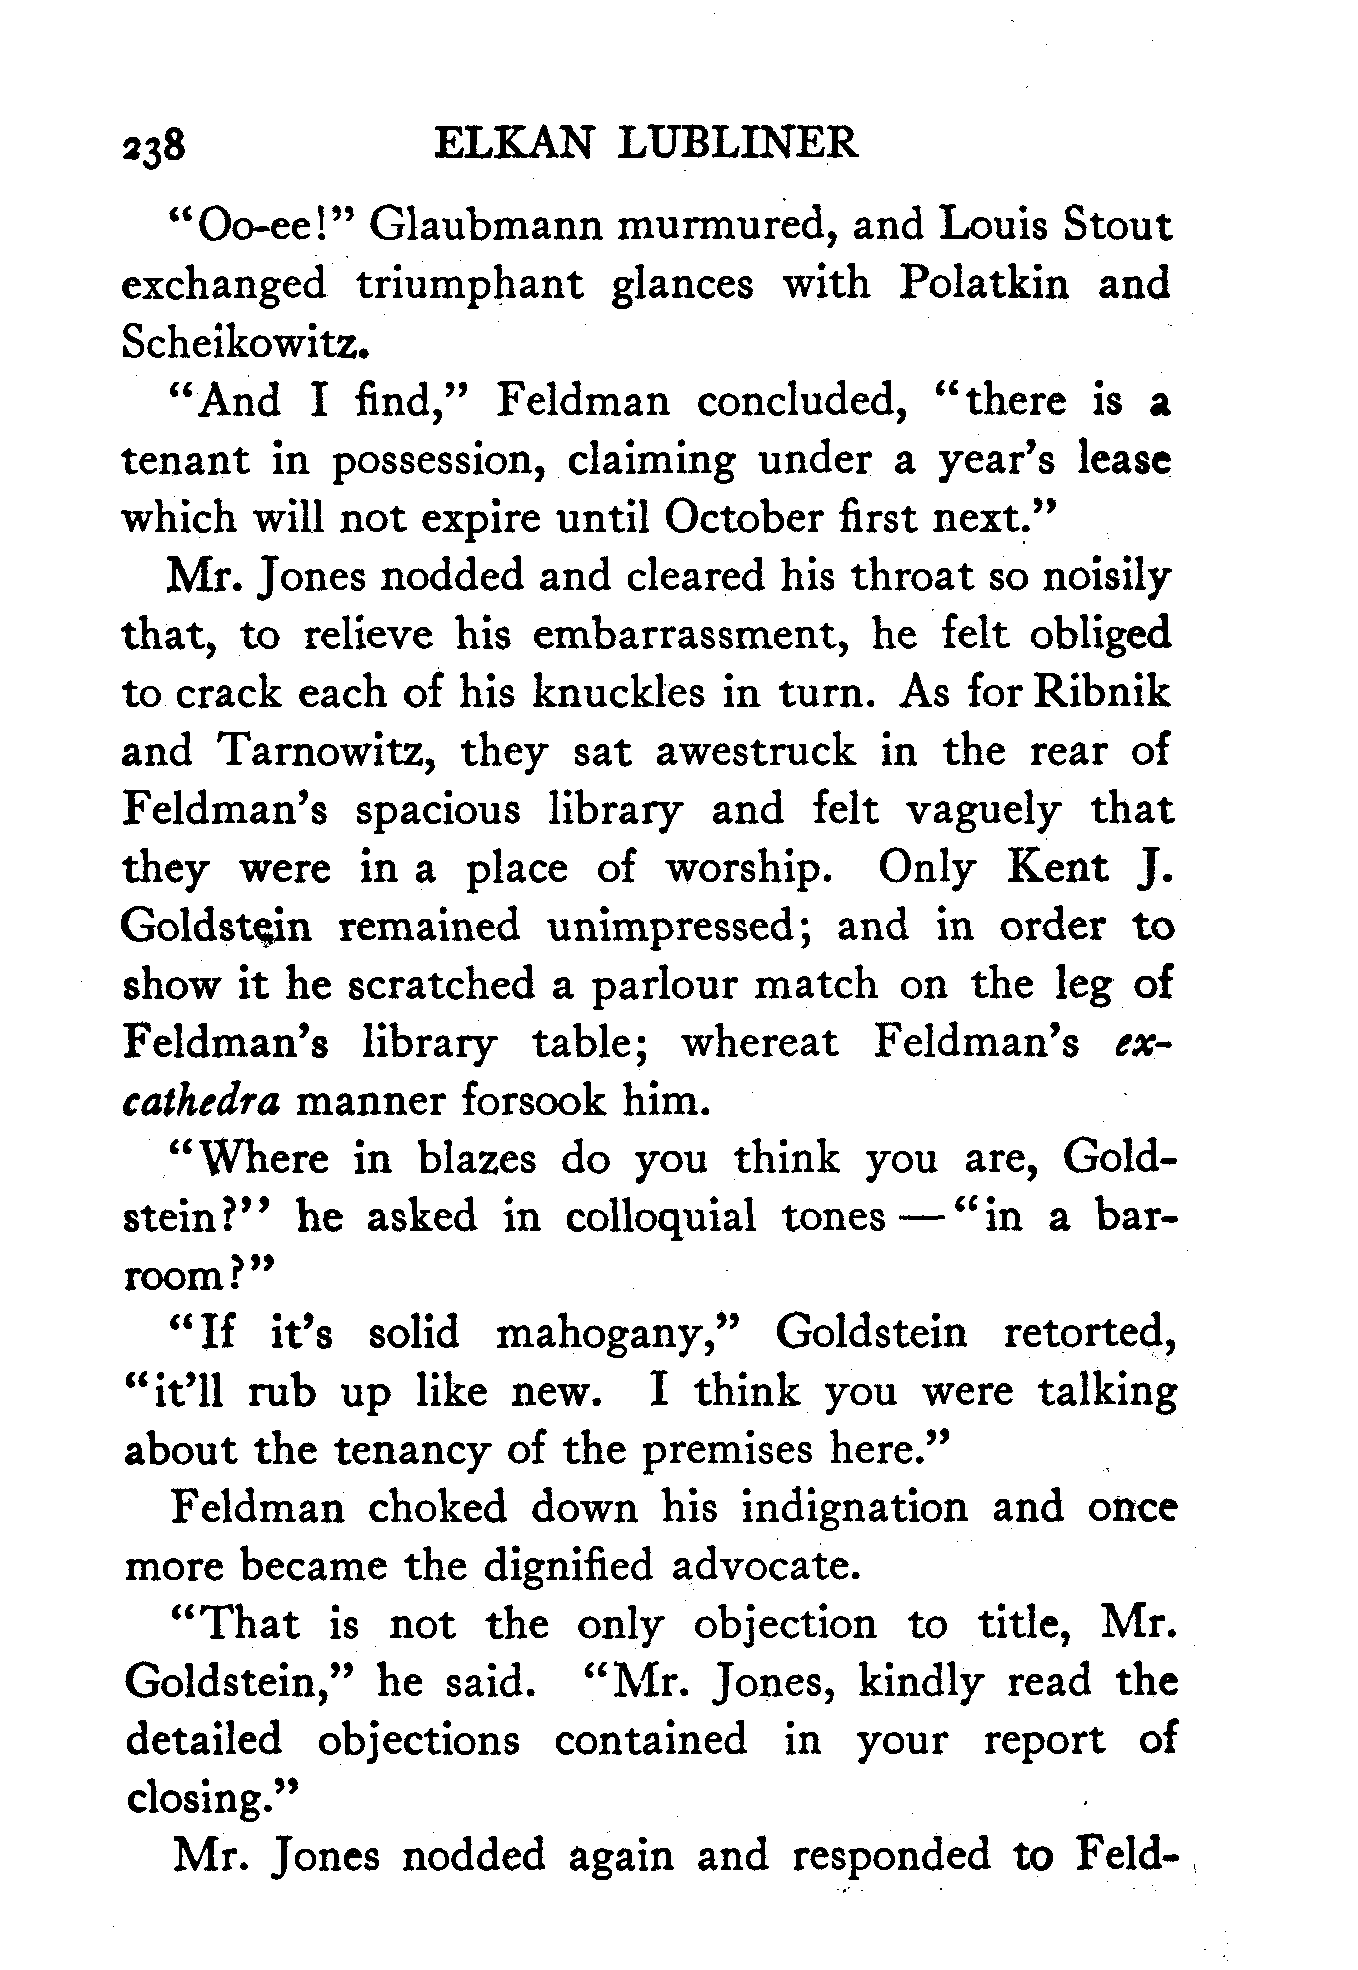 238 ELKAN LUBLINER
“Oo-ee!” Glaubmann murmured, and Louis Stout
exchanged triumphant glances with Polatkin and
Scheikowitz.
“And I find,” Feldman concluded, “there is a
tenant in possession, claiming under a year’s lease
which will not expire until October first next.”
Mr. Jones nodded and cleared his throat so noisily
that, to relieve his embarrassment, he felt obliged
to crack each of his knuckles in turn. As for Ribnik
and Tarnowitz, they sat awestruck in the rear of
Feldman’s spacious library and felt vaguely that
they were in a place of worship. Only Kent J.
Goldstein remained unimpressed; and in order to
show it he scratched a parlour match on the leg of
Feldman’s library table; whereat Feldman’s ex-
cathedra manner forsook him.
“Where in blazes do you think you are, Gold-
stein?’’ he asked in colloquial tones — “in a bar-
room?”
“If it’s solid mahogany,” Goldstein retorted,
“it’ll rub up like new. I think you were talking
about the tenancy of the premises here.”
Feldman choked down his indignation and once
more became the dignified advocate.
“That is not the only objection to title, Mr.
Goldstein,” he said. “Mr. Jones, kindly read the
detailed objections contained in your report of
closing.”
Mr. Jones nodded again and responded to Feld-